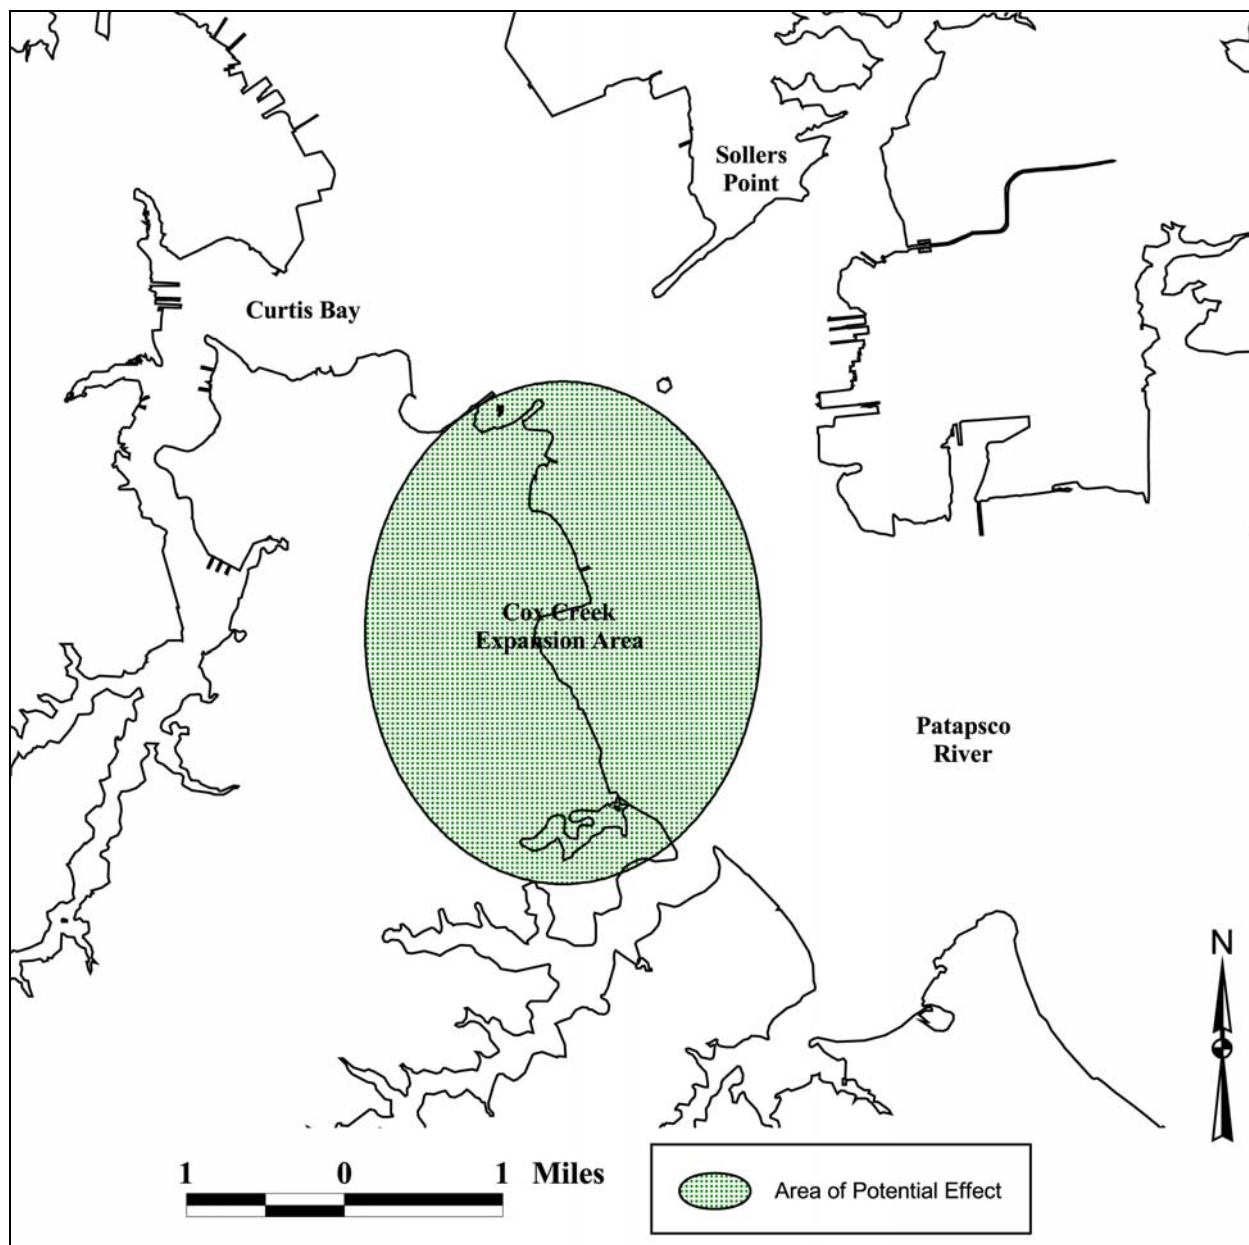 Sollers
Point
Curtis Bay
Cox Creek
Expansion Area
Patapsco
River
N
1 0 1 Miles
Area of Potential Effect